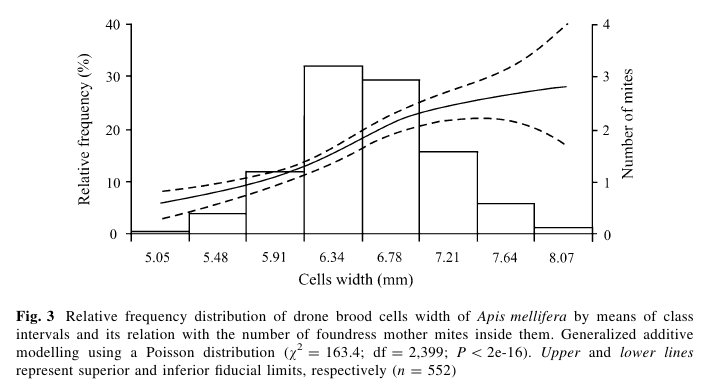 40
30
20
10
0
Relative frequency (%)
4
3
2
1
0
Number of mites
5.05 5.48 5.91 6.34 6.78 7.21 7.64 8.07
Cells width (mm)
Fig. 3 Relative frequency distribution of drone brood cells width of Apis mellifera by means of class
intervals and its relation with the number of foundress mother mites inside them. Generalized additive
modelling using a Poisson distribution (χ² = 163.4; df = 2,399; P < 2e-16). Upper and lower lines
represent superior and inferior fiducial limits, respectively (n = 552)